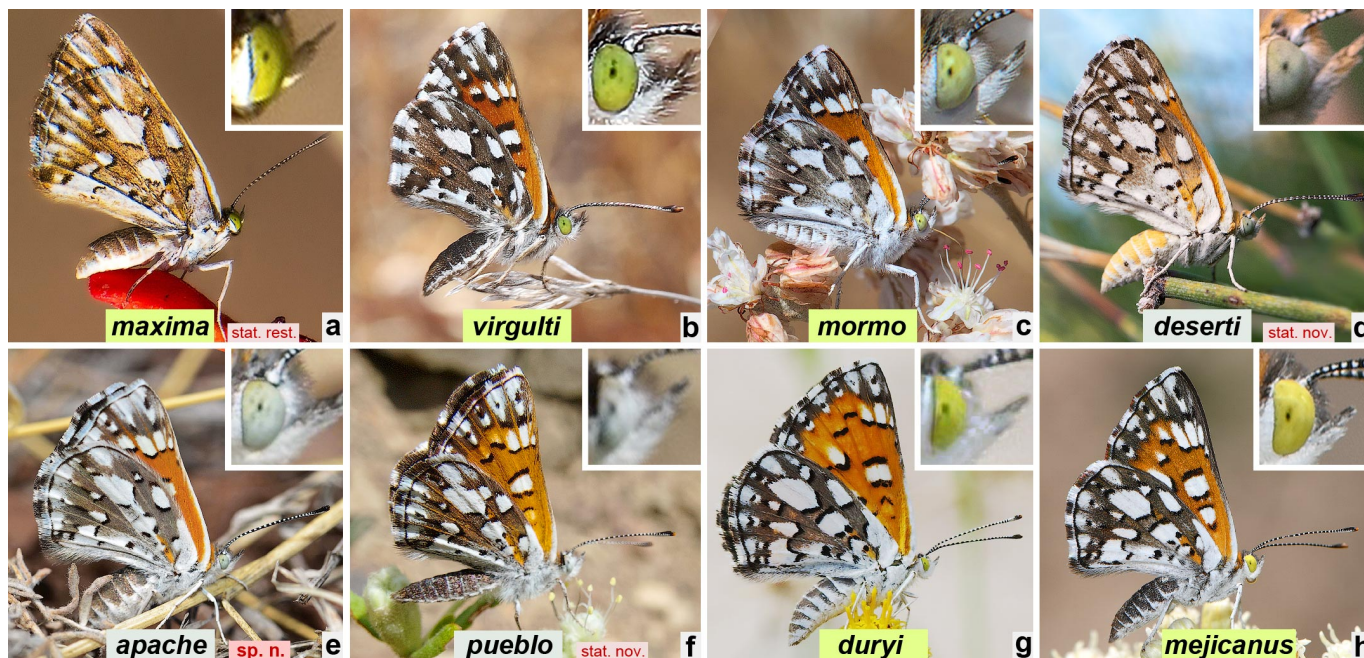 maxima stat. rest. a
virgulti b
mormo c
deserti stat. nov. d
apache sp. n. e
pueblo stat. nov. f
duryi g
mejicanus h